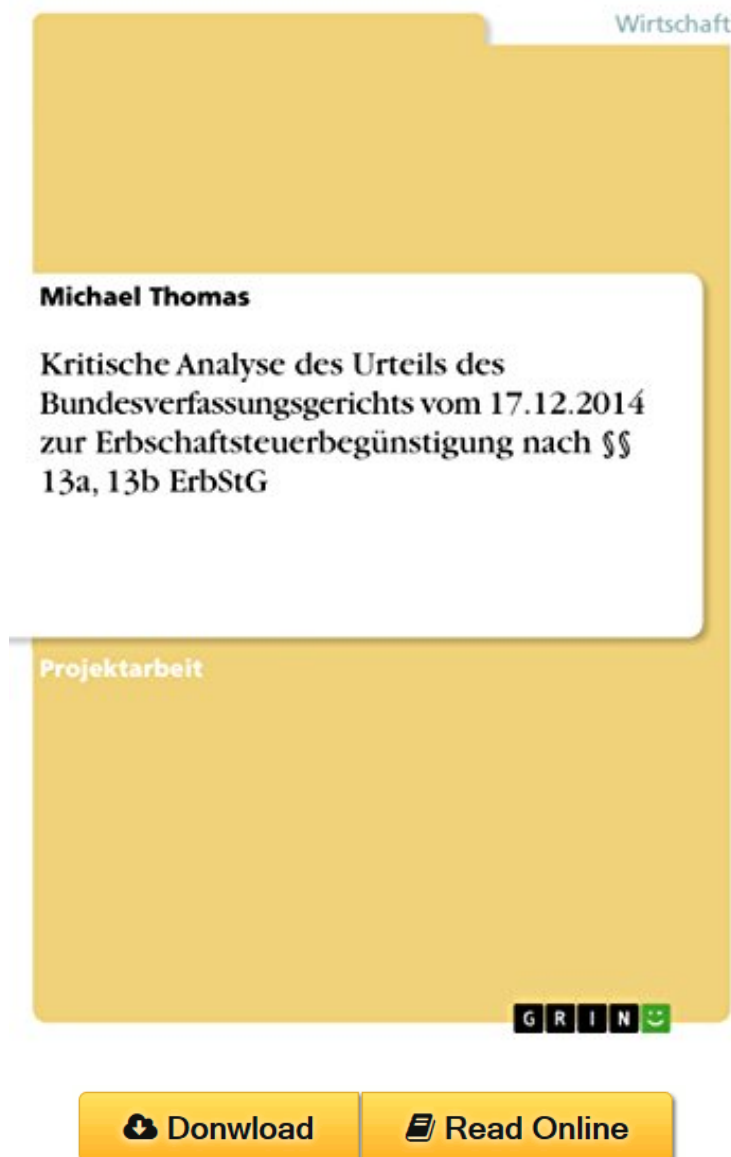 Wirtschaft
Michael Thomas
Kritische Analyse des Urteils des
Bundesverfassungsgerichts vom 17.12.2014
zur Erbschaftsteuerbegünstigung nach §§
13a, 13b ErbStG
Projektarbeit
GRIN
Donwload
Read Online